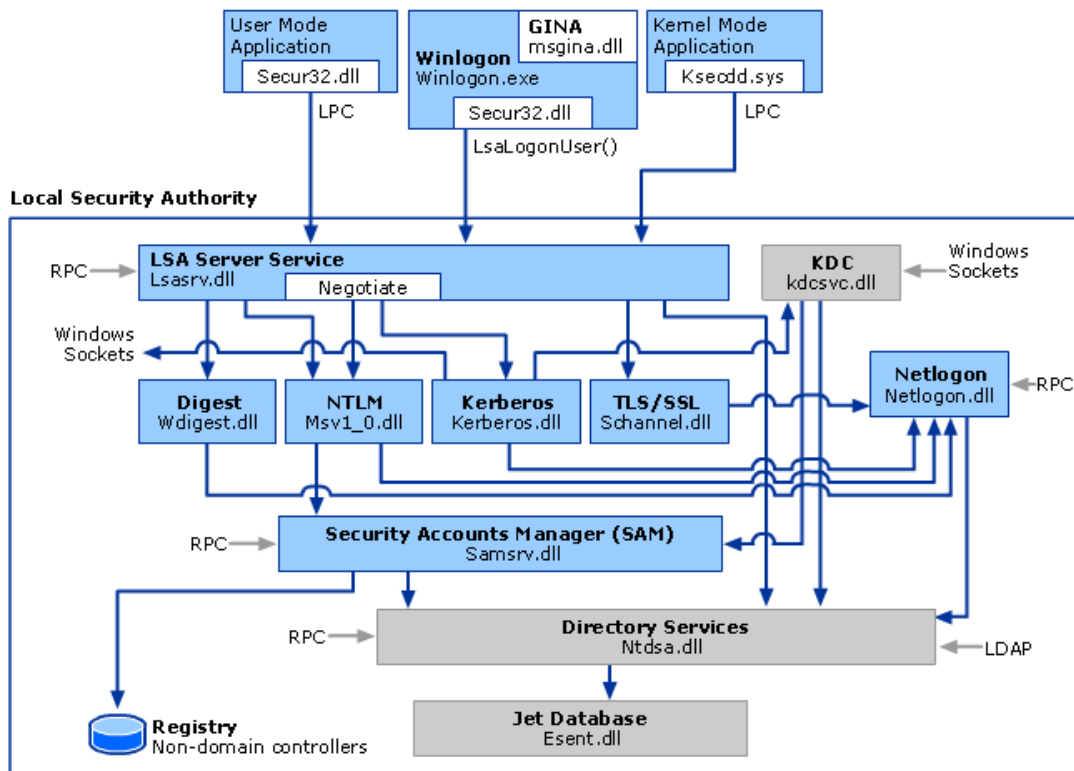 User Mode
Application
Secur32.dll
LPC
GINA
msgina.dll
Winlogon
Winlogon.exe
Secur32.dll
LsaLogonUser()
Kernel Mode
Application
Ksecdd.sys
LPC
Local Security Authority
RPC
LSA Server Service
Lsasrv.dll
Negotiate
KDC
kdcsvc.dll
Windows
Sockets
Windows
Sockets
Digest
Wdigest.dll
NTLM
Msv1_0.dll
Kerberos
Kerberos.dll
TLS/SSL
Schannel.dll
Netlogon
Netlogon.dll
RPC
RPC
Security Accounts Manager (SAM)
Samsrv.dll
RPC
Directory Services
Ntdsa.dll
LDAP
Registry
Non-domain controllers
Jet Database
Esent.dll